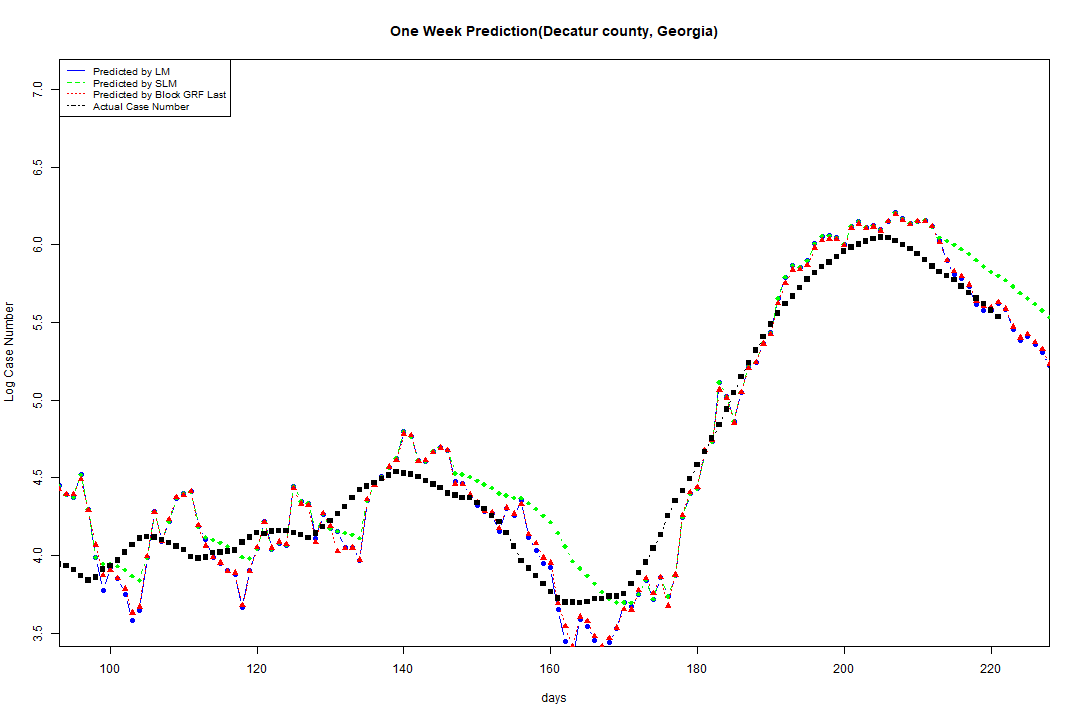 One Week Prediction(Decatur county, Georgia)
Predicted by LM
Predicted by SLM
Predicted by Block GRF Last
Actual Case Number
7.0
6.5
6.0
5.5
5.0
4.5
4.0
3.5
Log Case Number
100 120 140 160 180 200 220
days